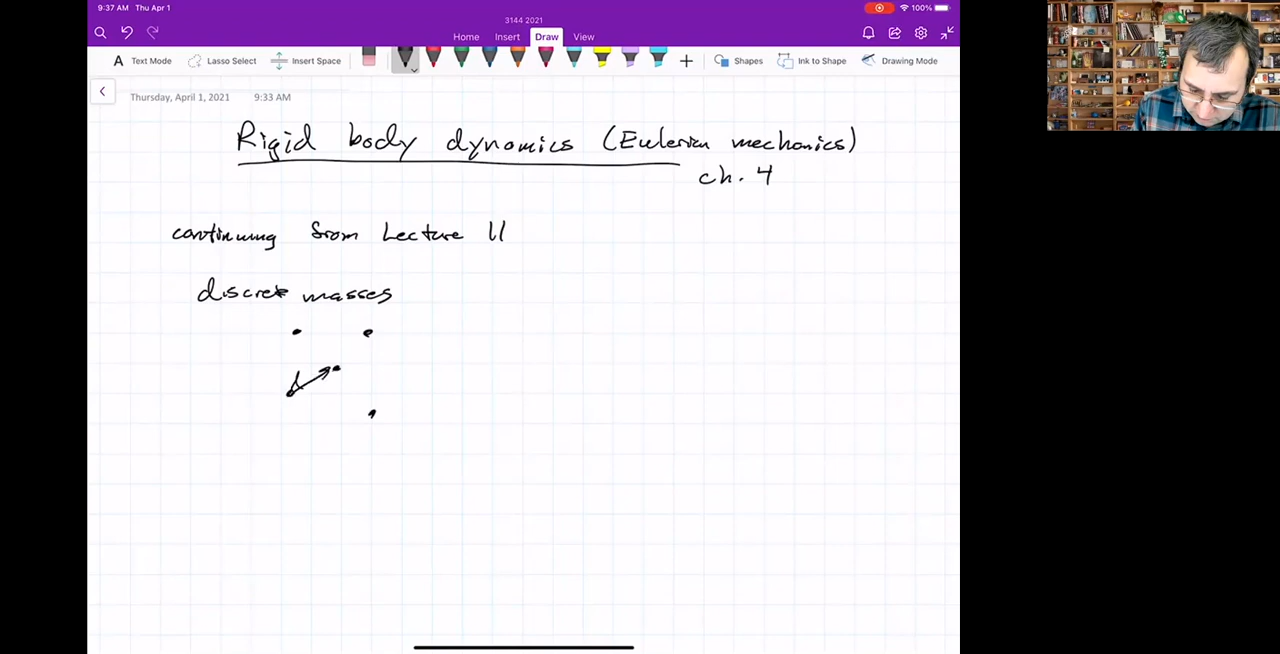 9:37 AM Thu Apr 1
100%
3144 2021
Home Insert Draw View
Text Mode Lasso Select Insert Space Shapes Ink to Shape Drawing Mode
Thursday, April 1, 2021 9:33 AM
Rigid body dynamics (Eulerian mechanics)
ch. 4
continuing from Lecture 11
discrete masses